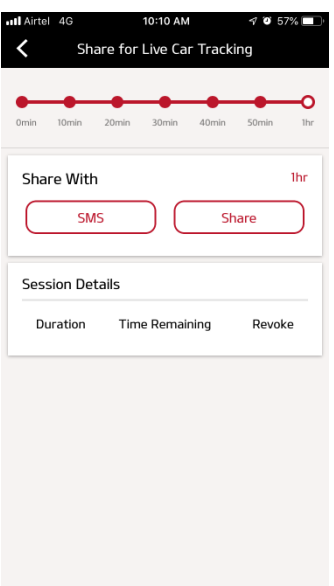 Airtel 4G 10:10 AM 57%
Share for Live Car Tracking
0min 10min 20min 30min 40min 50min 1hr
Share With 1hr
SMS Share
Session Details
Duration Time Remaining Revoke